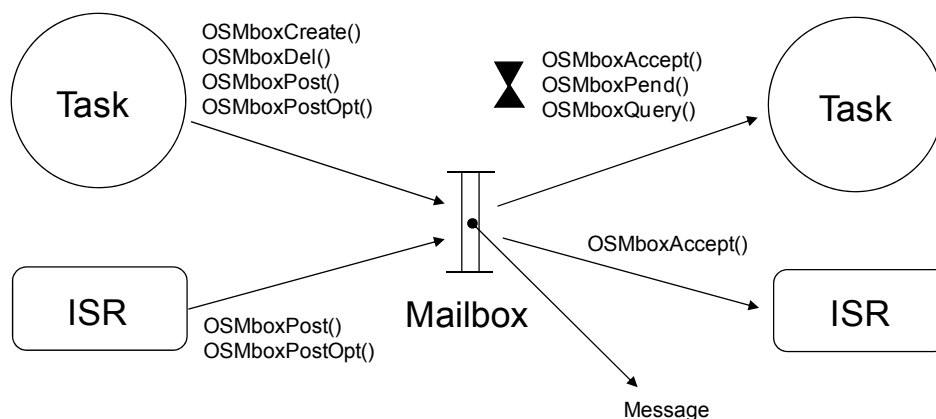 OSMboxCreate()
OSMboxDel()
OSMboxPost()
OSMboxPostOpt()
Task
OSMboxAccept()
OSMboxPend()
OSMboxQuery()
Task
OSMboxAccept()
ISR
OSMboxPost()
OSMboxPostOpt()
Mailbox
ISR
Message